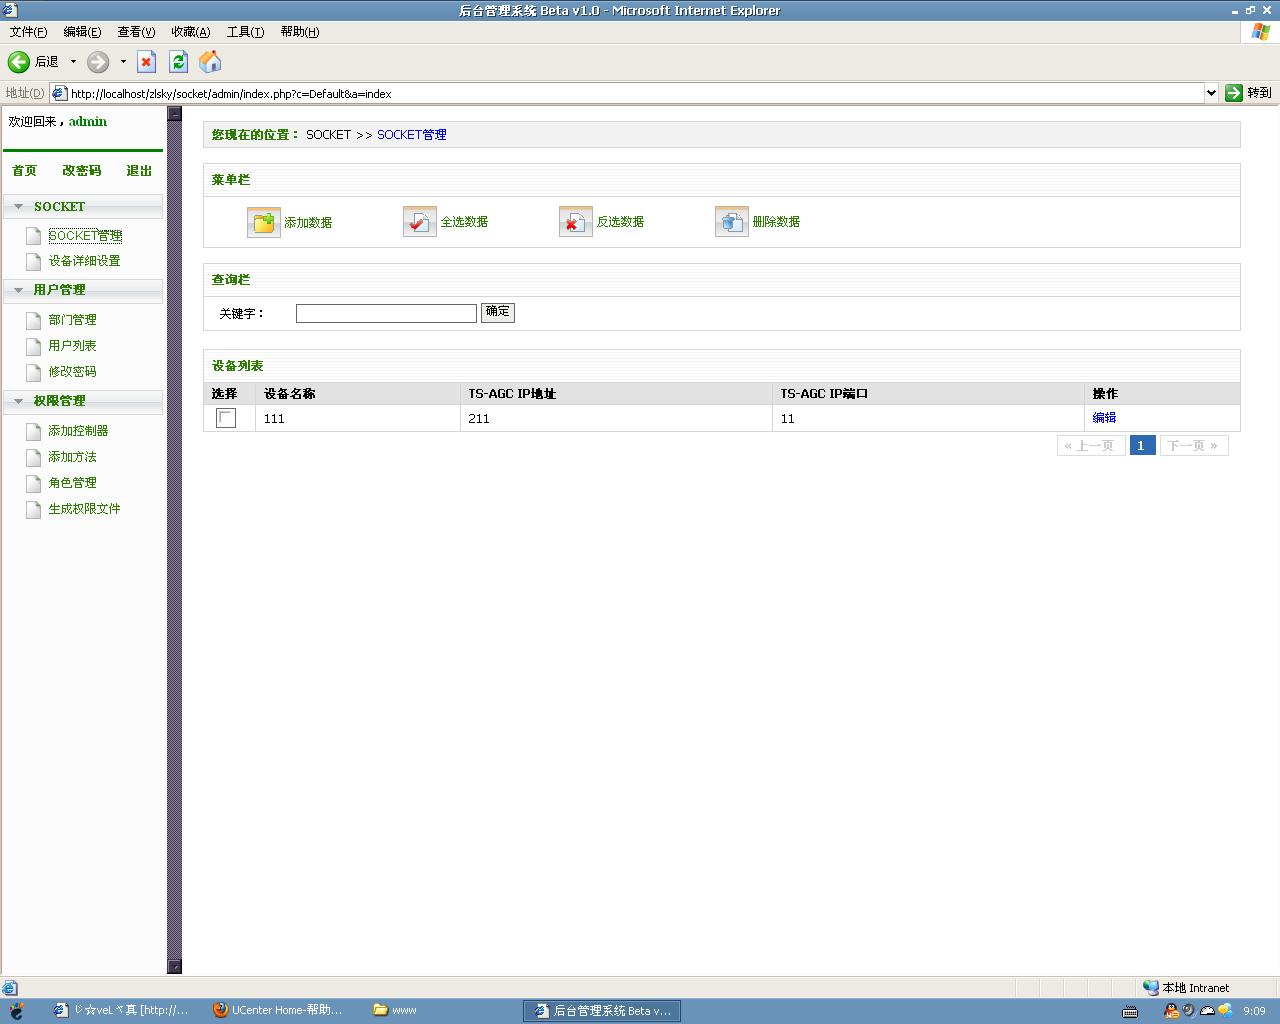 后台管理系统 Beta v1.0 - Microsoft Internet Explorer
文件(F) 编辑(E) 查看(V) 收藏(A) 工具(T) 帮助(H)
后退
地址(D) http://localhost/zlsky/socket/admin/index.php?c=Default&a=index 转到
欢迎回来，admin
首页 改密码 退出
SOCKET
SOCKET管理
设备详细设置
用户管理
部门管理
用户列表
修改密码
权限管理
添加控制器
添加方法
角色管理
生成权限文件
您现在的位置： SOCKET >> SOCKET管理
菜单栏
添加数据 全选数据 反选数据 删除数据
查询栏
关键字： 确定
设备列表
选择 设备名称 TS-AGC IP地址 TS-AGC IP端口 操作
111 211 11 编辑
« 上一页 1 下一页 »
本地 Intranet
真 [http://... UCenter Home-帮助... www 后台管理系统 Beta v... 9:09